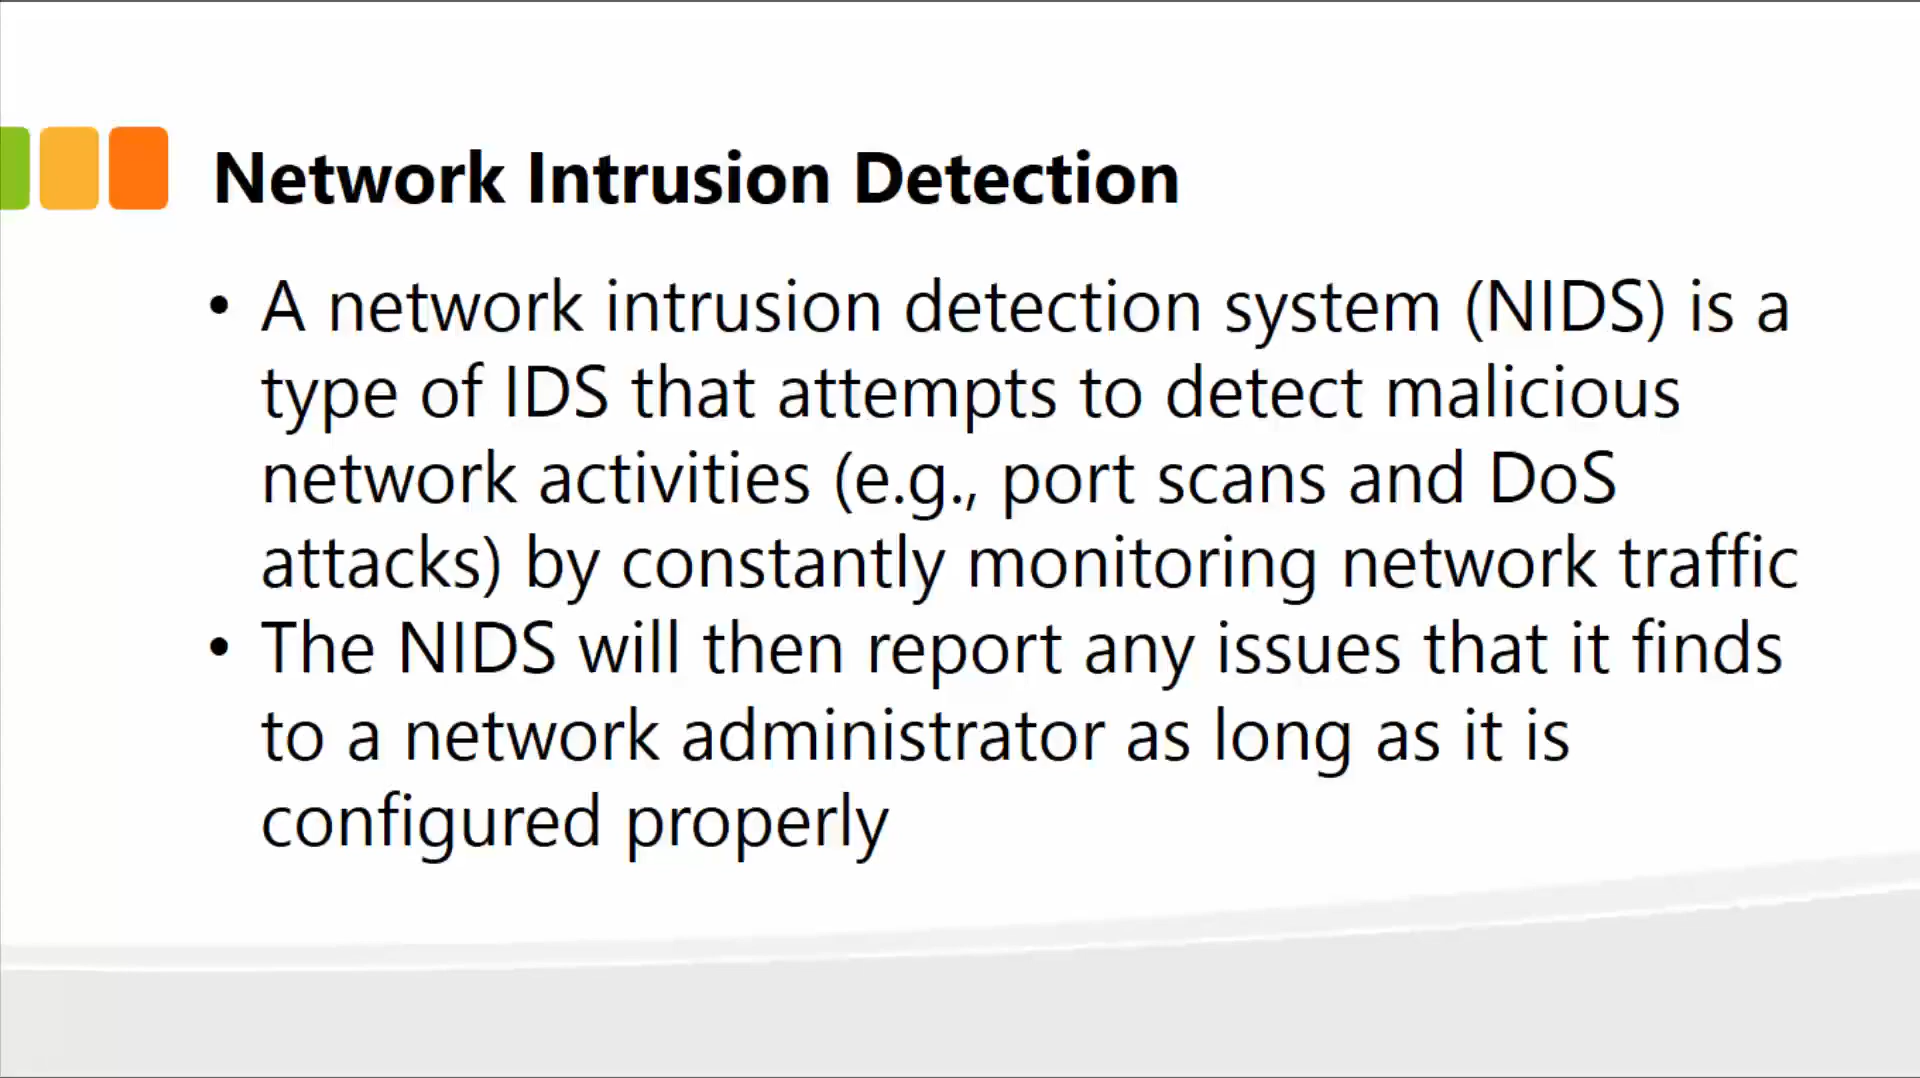 Network Intrusion Detection
• A network intrusion detection system (NIDS) is a
type of IDS that attempts to detect malicious
network activities (e.g., port scans and DoS
attacks) by constantly monitoring network traffic
• The NIDS will then report any issues that it finds
to a network administrator as long as it is
configured properly